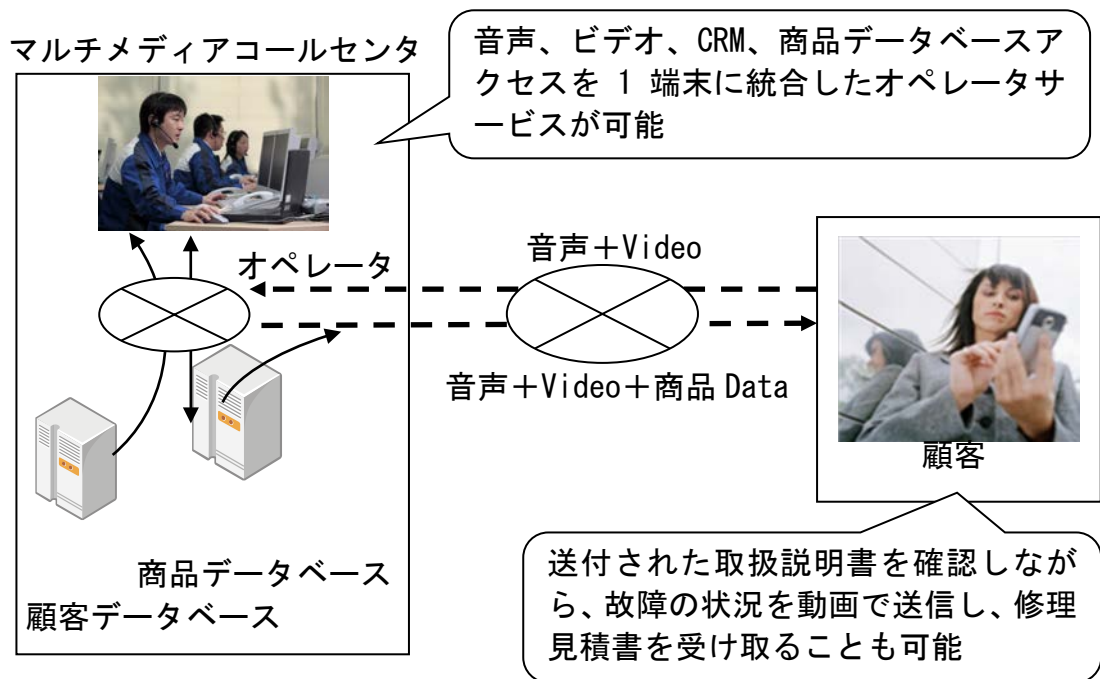 マルチメディアコールセンタ
音声、ビデオ、CRM、商品データベースア
クセスを 1 端末に統合したオペレータサ
ービスが可能
オペレータ
音声＋Video
音声＋Video＋商品 Data
顧客
商品データベース
顧客データベース
送付された取扱説明書を確認しなが
ら、故障の状況を動画で送信し、修理
見積書を受け取ることも可能